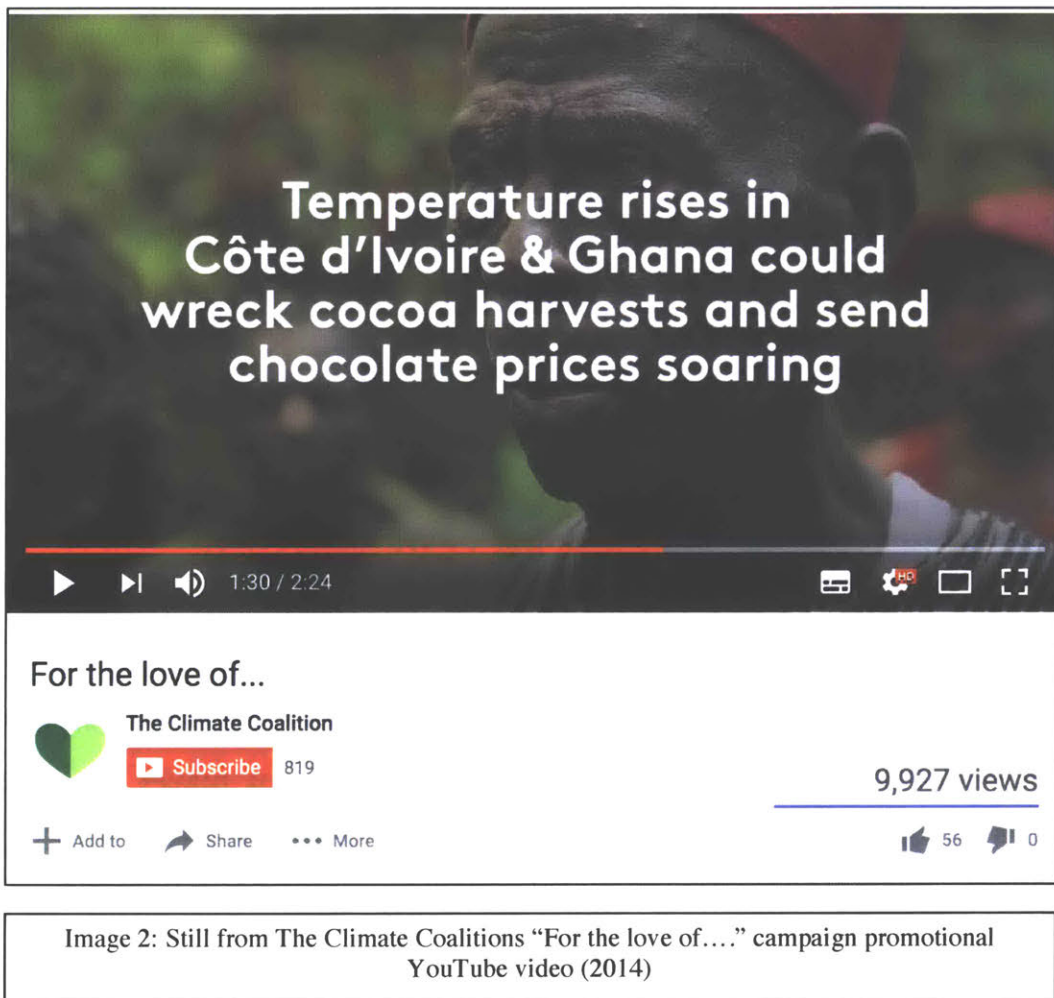 Temperature rises in
Côte d'Ivoire & Ghana could
wreck cocoa harvests and send
chocolate prices soaring
1:30 / 2:24
HD
For the love of...
The Climate Coalition
Subscribe 819
9,927 views
Add to Share More
56 0
Image 2: Still from The Climate Coalitions “For the love of....” campaign promotional
YouTube video (2014)